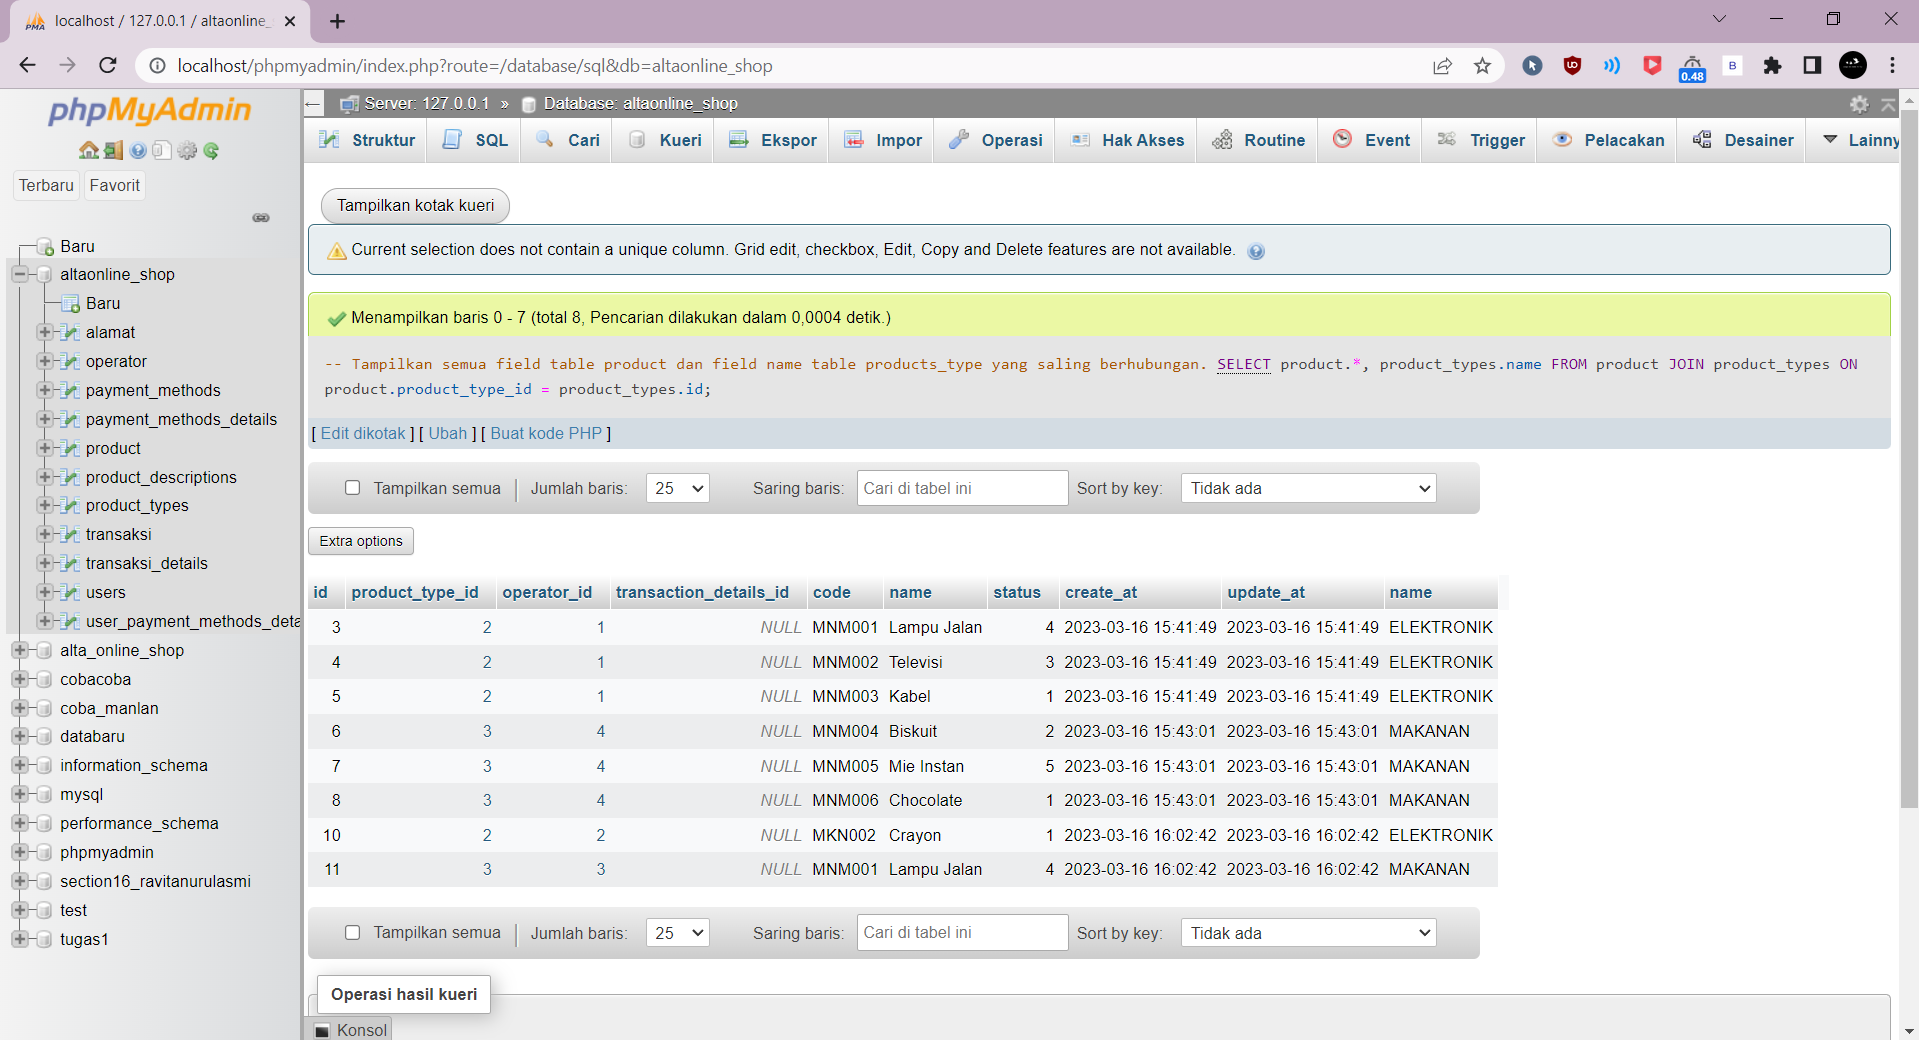 localhost / 127.0.0.1 / altaonline_
localhost/phpmyadmin/index.php?route=/database/sql&db=altaonline_shop
0.48
B
phpMyAdmin
Terbaru Favorit
Baru
altaonline_shop
Baru
alamat
operator
payment_methods
payment_methods_details
product
product_descriptions
product_types
transaksi
transaksi_details
users
user_payment_methods_deta
alta_online_shop
cobacoba
coba_manlan
databaru
information_schema
mysql
performance_schema
phpmyadmin
section16_ravitanurulasmi
test
tugas1
Server: 127.0.0.1 » Database: altaonline_shop
Struktur SQL Cari Kueri Ekspor Impor Operasi Hak Akses Routine Event Trigger Pelacakan Desainer Lainny
Tampilkan kotak kueri
Current selection does not contain a unique column. Grid edit, checkbox, Edit, Copy and Delete features are not available.
Menampilkan baris 0 - 7 (total 8, Pencarian dilakukan dalam 0,0004 detik.)
-- Tampilkan semua field table product dan field name table products_type yang saling berhubungan. SELECT product.*, product_types.name FROM product JOIN product_types ON
product.product_type_id = product_types.id;
[ Edit dikotak ] [ Ubah ] [ Buat kode PHP ]
Tampilkan semua | Jumlah baris: 25 Saring baris: Cari di tabel ini Sort by key: Tidak ada
Extra options
id product_type_id operator_id transaction_details_id code name status create_at update_at name
3 2 1 NULL MNM001 Lampu Jalan 4 2023-03-16 15:41:49 2023-03-16 15:41:49 ELEKTRONIK
4 2 1 NULL MNM002 Televisi 3 2023-03-16 15:41:49 2023-03-16 15:41:49 ELEKTRONIK
5 2 1 NULL MNM003 Kabel 1 2023-03-16 15:41:49 2023-03-16 15:41:49 ELEKTRONIK
6 3 4 NULL MNM004 Biskuit 2 2023-03-16 15:43:01 2023-03-16 15:43:01 MAKANAN
7 3 4 NULL MNM005 Mie Instan 5 2023-03-16 15:43:01 2023-03-16 15:43:01 MAKANAN
8 3 4 NULL MNM006 Chocolate 1 2023-03-16 15:43:01 2023-03-16 15:43:01 MAKANAN
10 2 2 NULL MKN002 Crayon 1 2023-03-16 16:02:42 2023-03-16 16:02:42 ELEKTRONIK
11 3 3 NULL MNM001 Lampu Jalan 4 2023-03-16 16:02:42 2023-03-16 16:02:42 MAKANAN
Tampilkan semua | Jumlah baris: 25 Saring baris: Cari di tabel ini Sort by key: Tidak ada
Operasi hasil kueri
Konsol